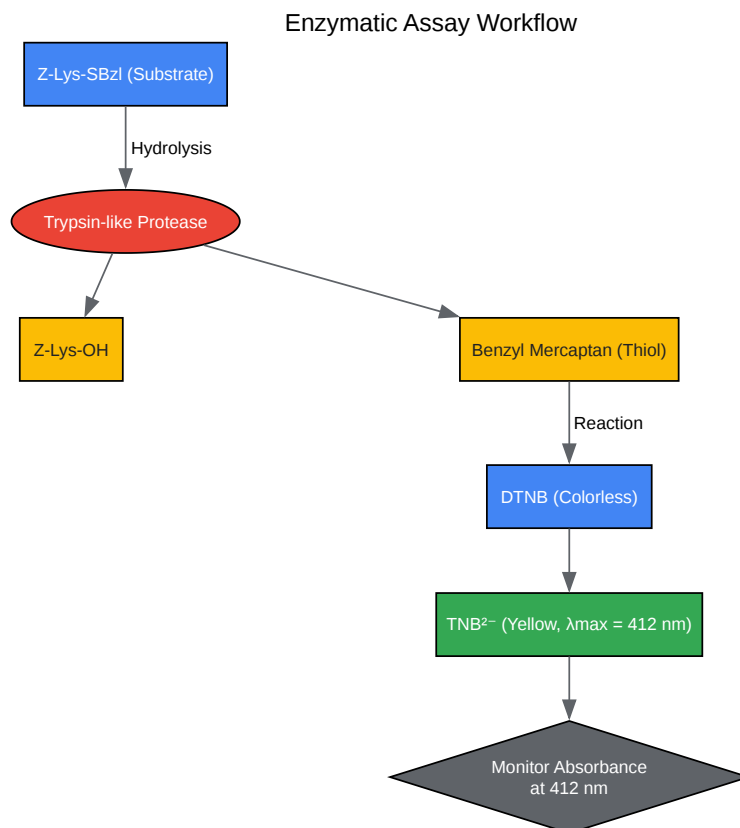 Enzymatic Assay Workflow
Z-Lys-SBzl (Substrate)
Hydrolysis
Trypsin-like Protease
Z-Lys-OH
Benzyl Mercaptan (Thiol)
Reaction
DTNB (Colorless)
TNB²⁻ (Yellow, λmax = 412 nm)
Monitor Absorbance
at 412 nm